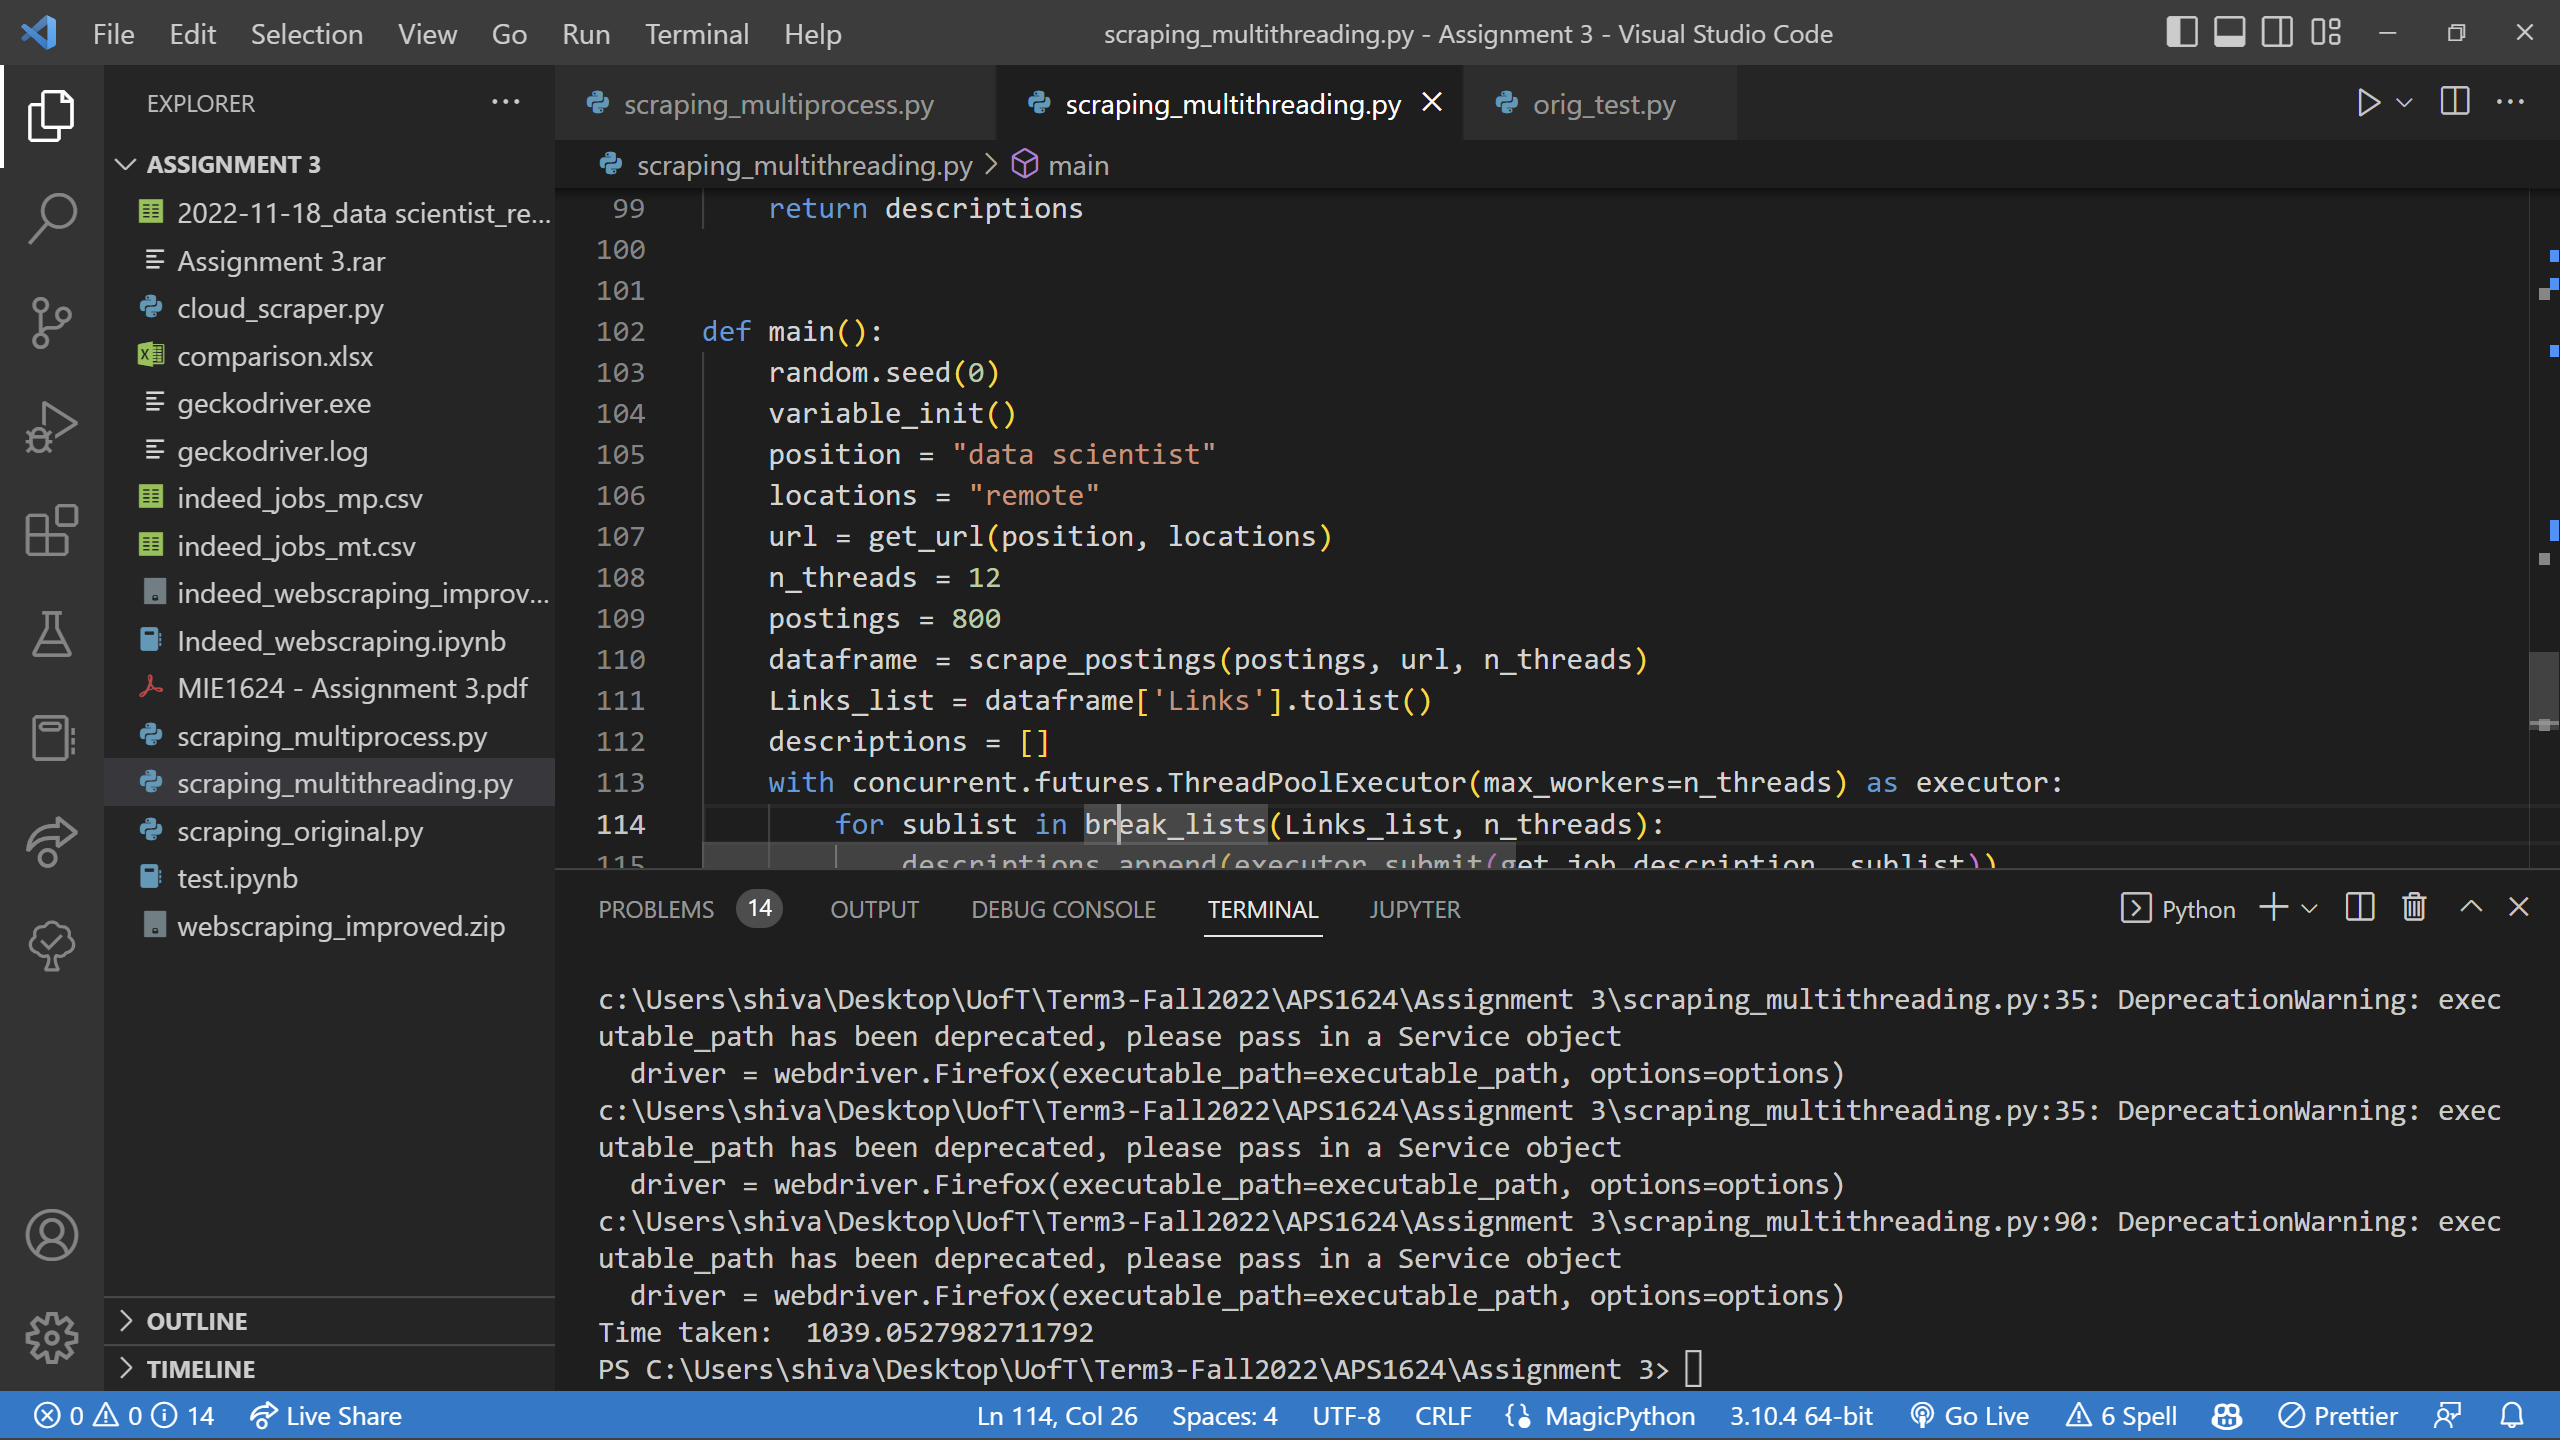 File Edit Selection View Go Run Terminal Help
scraping_multithreading.py - Assignment 3 - Visual Studio Code
EXPLORER
ASSIGNMENT 3
2022-11-18_data scientist_re...
Assignment 3.rar
cloud_scraper.py
comparison.xlsx
geckodriver.exe
geckodriver.log
indeed_jobs_mp.csv
indeed_jobs_mt.csv
indeed_webscraping_improv...
Indeed_webscraping.ipynb
MIE1624 - Assignment 3.pdf
scraping_multiprocess.py
scraping_multithreading.py
scraping_original.py
test.ipynb
webscraping_improved.zip
OUTLINE
TIMELINE
scraping_multiprocess.py scraping_multithreading.py orig_test.py
scraping_multithreading.py > main
99 return descriptions
100
101
102 def main():
103 random.seed(0)
104 variable_init()
105 position = "data scientist"
106 locations = "remote"
107 url = get_url(position, locations)
108 n_threads = 12
109 postings = 800
110 dataframe = scrape_postings(postings, url, n_threads)
111 Links_list = dataframe['Links'].tolist()
112 descriptions = []
113 with concurrent.futures.ThreadPoolExecutor(max_workers=n_threads) as executor:
114 for sublist in break_lists(Links_list, n_threads):
115 descriptions.append(executor.submit(get_job_description, sublist))
PROBLEMS 14 OUTPUT DEBUG CONSOLE TERMINAL JUPYTER Python
c:\Users\shiva\Desktop\UofT\Term3-Fall2022\APS1624\Assignment 3\scraping_multithreading.py:35: DeprecationWarning: exec
utable_path has been deprecated, please pass in a Service object
driver = webdriver.Firefox(executable_path=executable_path, options=options)
c:\Users\shiva\Desktop\UofT\Term3-Fall2022\APS1624\Assignment 3\scraping_multithreading.py:35: DeprecationWarning: exec
utable_path has been deprecated, please pass in a Service object
driver = webdriver.Firefox(executable_path=executable_path, options=options)
c:\Users\shiva\Desktop\UofT\Term3-Fall2022\APS1624\Assignment 3\scraping_multithreading.py:90: DeprecationWarning: exec
utable_path has been deprecated, please pass in a Service object
driver = webdriver.Firefox(executable_path=executable_path, options=options)
Time taken:  1039.0527982711792
PS C:\Users\shiva\Desktop\UofT\Term3-Fall2022\APS1624\Assignment 3>
0 0 14 Live Share Ln 114, Col 26 Spaces: 4 UTF-8 CRLF MagicPython 3.10.4 64-bit Go Live 6 Spell Prettier